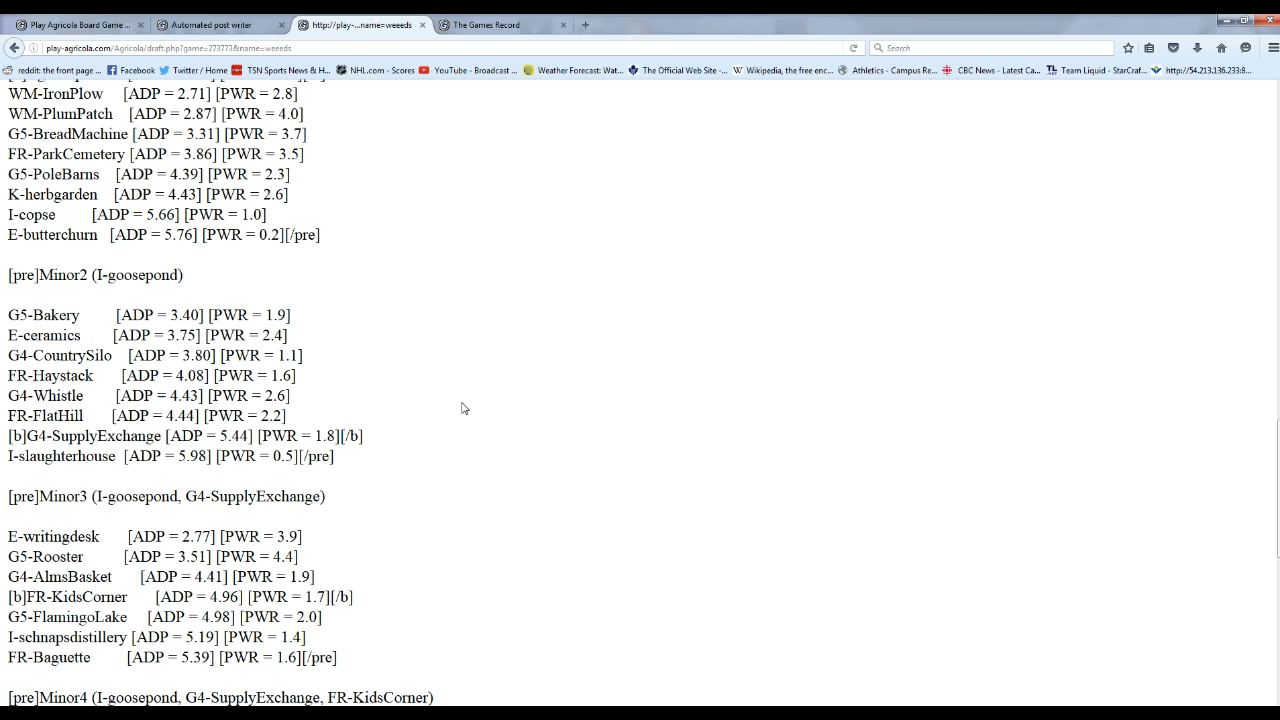 Play Agricola Board Game ...
Automated post writer
http://play-...name=weeeds
The Games Record
play-agricola.com/Agricola/draft.php?game=273773&name=weeeds
Search
reddit: the front page ...
Facebook
Twitter / Home
TSN Sports News & H...
NHL.com - Scores
YouTube - Broadcast ...
Weather Forecast: Wat...
The Official Web Site -...
Wikipedia, the free enc...
Athletics - Campus Re...
CBC News - Latest Ca...
Team Liquid - StarCraf...
http://54.213.136.233:8...
WM-IronPlow [ADP = 2.71] [PWR = 2.8]
WM-PlumPatch [ADP = 2.87] [PWR = 4.0]
G5-BreadMachine [ADP = 3.31] [PWR = 3.7]
FR-ParkCemetery [ADP = 3.86] [PWR = 3.5]
G5-PoleBarns [ADP = 4.39] [PWR = 2.3]
K-herbgarden [ADP = 4.43] [PWR = 2.6]
I-copse [ADP = 5.66] [PWR = 1.0]
E-butterchurn [ADP = 5.76] [PWR = 0.2][/pre]
[pre]Minor2 (I-goosepond)
G5-Bakery [ADP = 3.40] [PWR = 1.9]
E-ceramics [ADP = 3.75] [PWR = 2.4]
G4-CountrySilo [ADP = 3.80] [PWR = 1.1]
FR-Haystack [ADP = 4.08] [PWR = 1.6]
G4-Whistle [ADP = 4.43] [PWR = 2.6]
FR-FlatHill [ADP = 4.44] [PWR = 2.2]
[b]G4-SupplyExchange [ADP = 5.44] [PWR = 1.8][/b]
I-slaughterhouse [ADP = 5.98] [PWR = 0.5][/pre]
[pre]Minor3 (I-goosepond, G4-SupplyExchange)
E-writingdesk [ADP = 2.77] [PWR = 3.9]
G5-Rooster [ADP = 3.51] [PWR = 4.4]
G4-AlmsBasket [ADP = 4.41] [PWR = 1.9]
[b]FR-KidsCorner [ADP = 4.96] [PWR = 1.7][/b]
G5-FlamingoLake [ADP = 4.98] [PWR = 2.0]
I-schnapsdistillery [ADP = 5.19] [PWR = 1.4]
FR-Baguette [ADP = 5.39] [PWR = 1.6][/pre]
[pre]Minor4 (I-goosepond, G4-SupplyExchange, FR-KidsCorner)